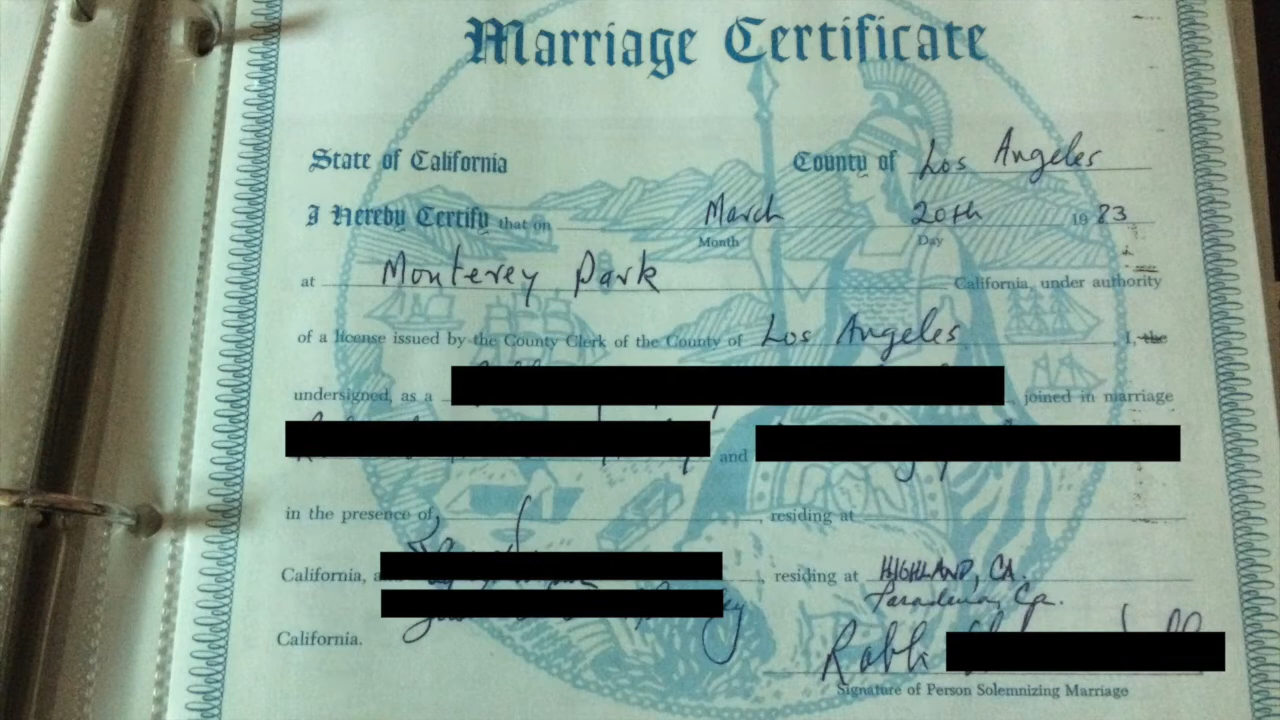 Marriage Certificate
State of California County of Los Angeles
I Hereby Certify that on March 20th 1983
Month Day
at Monterey Park California, under authority
of a license issued by the County Clerk of the County of Los Angeles, I, the
undersigned, as a , joined in marriage
and
in the presence of, , residing at
California, , residing at HIGHLAND, CA.
Pasadena, Ca.
California.
Rabbi
Signature of Person Solemnizing Marriage